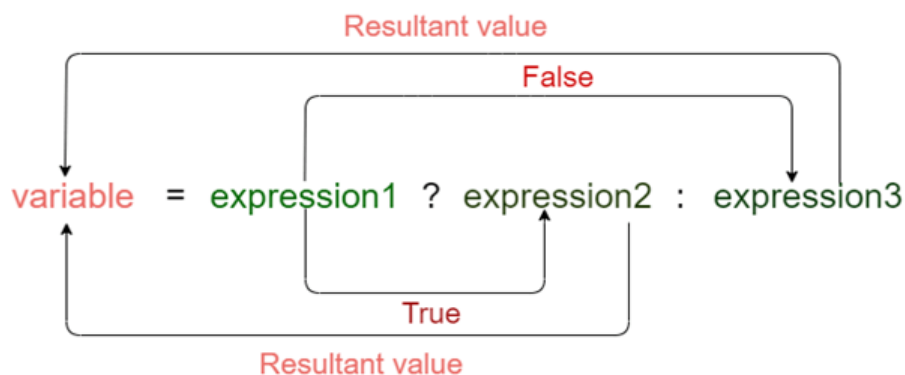 Resultant value
False
variable = expression1 ? expression2 : expression3
True
Resultant value